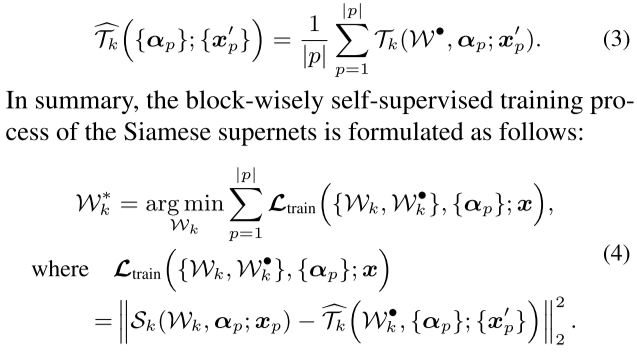 $$\widehat{\mathcal{T}_k}\Big(\{\boldsymbol{\alpha}_p\};\{\boldsymbol{x}'_p\}\Big) = \frac{1}{|p|}\sum_{p=1}^{|p|}\mathcal{T}_k(\mathcal{W}^{\bullet},\boldsymbol{\alpha}_p;\boldsymbol{x}'_p). \quad (3)$$
In summary, the block-wisely self-supervised training pro-
cess of the Siamese supernets is formulated as follows:
$$\mathcal{W}_k^* = \underset{\mathcal{W}_k}{\arg\min}\sum_{p=1}^{|p|}\boldsymbol{\mathcal{L}}_{\text{train}}\Big(\{\mathcal{W}_k,\mathcal{W}_k^{\bullet}\},\{\boldsymbol{\alpha}_p\};\boldsymbol{x}\Big),$$
$$\text{where}\quad \boldsymbol{\mathcal{L}}_{\text{train}}\Big(\{\mathcal{W}_k,\mathcal{W}_k^{\bullet}\},\{\boldsymbol{\alpha}_p\};\boldsymbol{x}\Big) \quad (4)$$
$$= \left\|\mathcal{S}_k(\mathcal{W}_k,\boldsymbol{\alpha}_p;\boldsymbol{x}_p) - \widehat{\mathcal{T}_k}\Big(\mathcal{W}_k^{\bullet},\{\boldsymbol{\alpha}_p\};\{\boldsymbol{x}'_p\}\Big)\right\|_2^2.$$